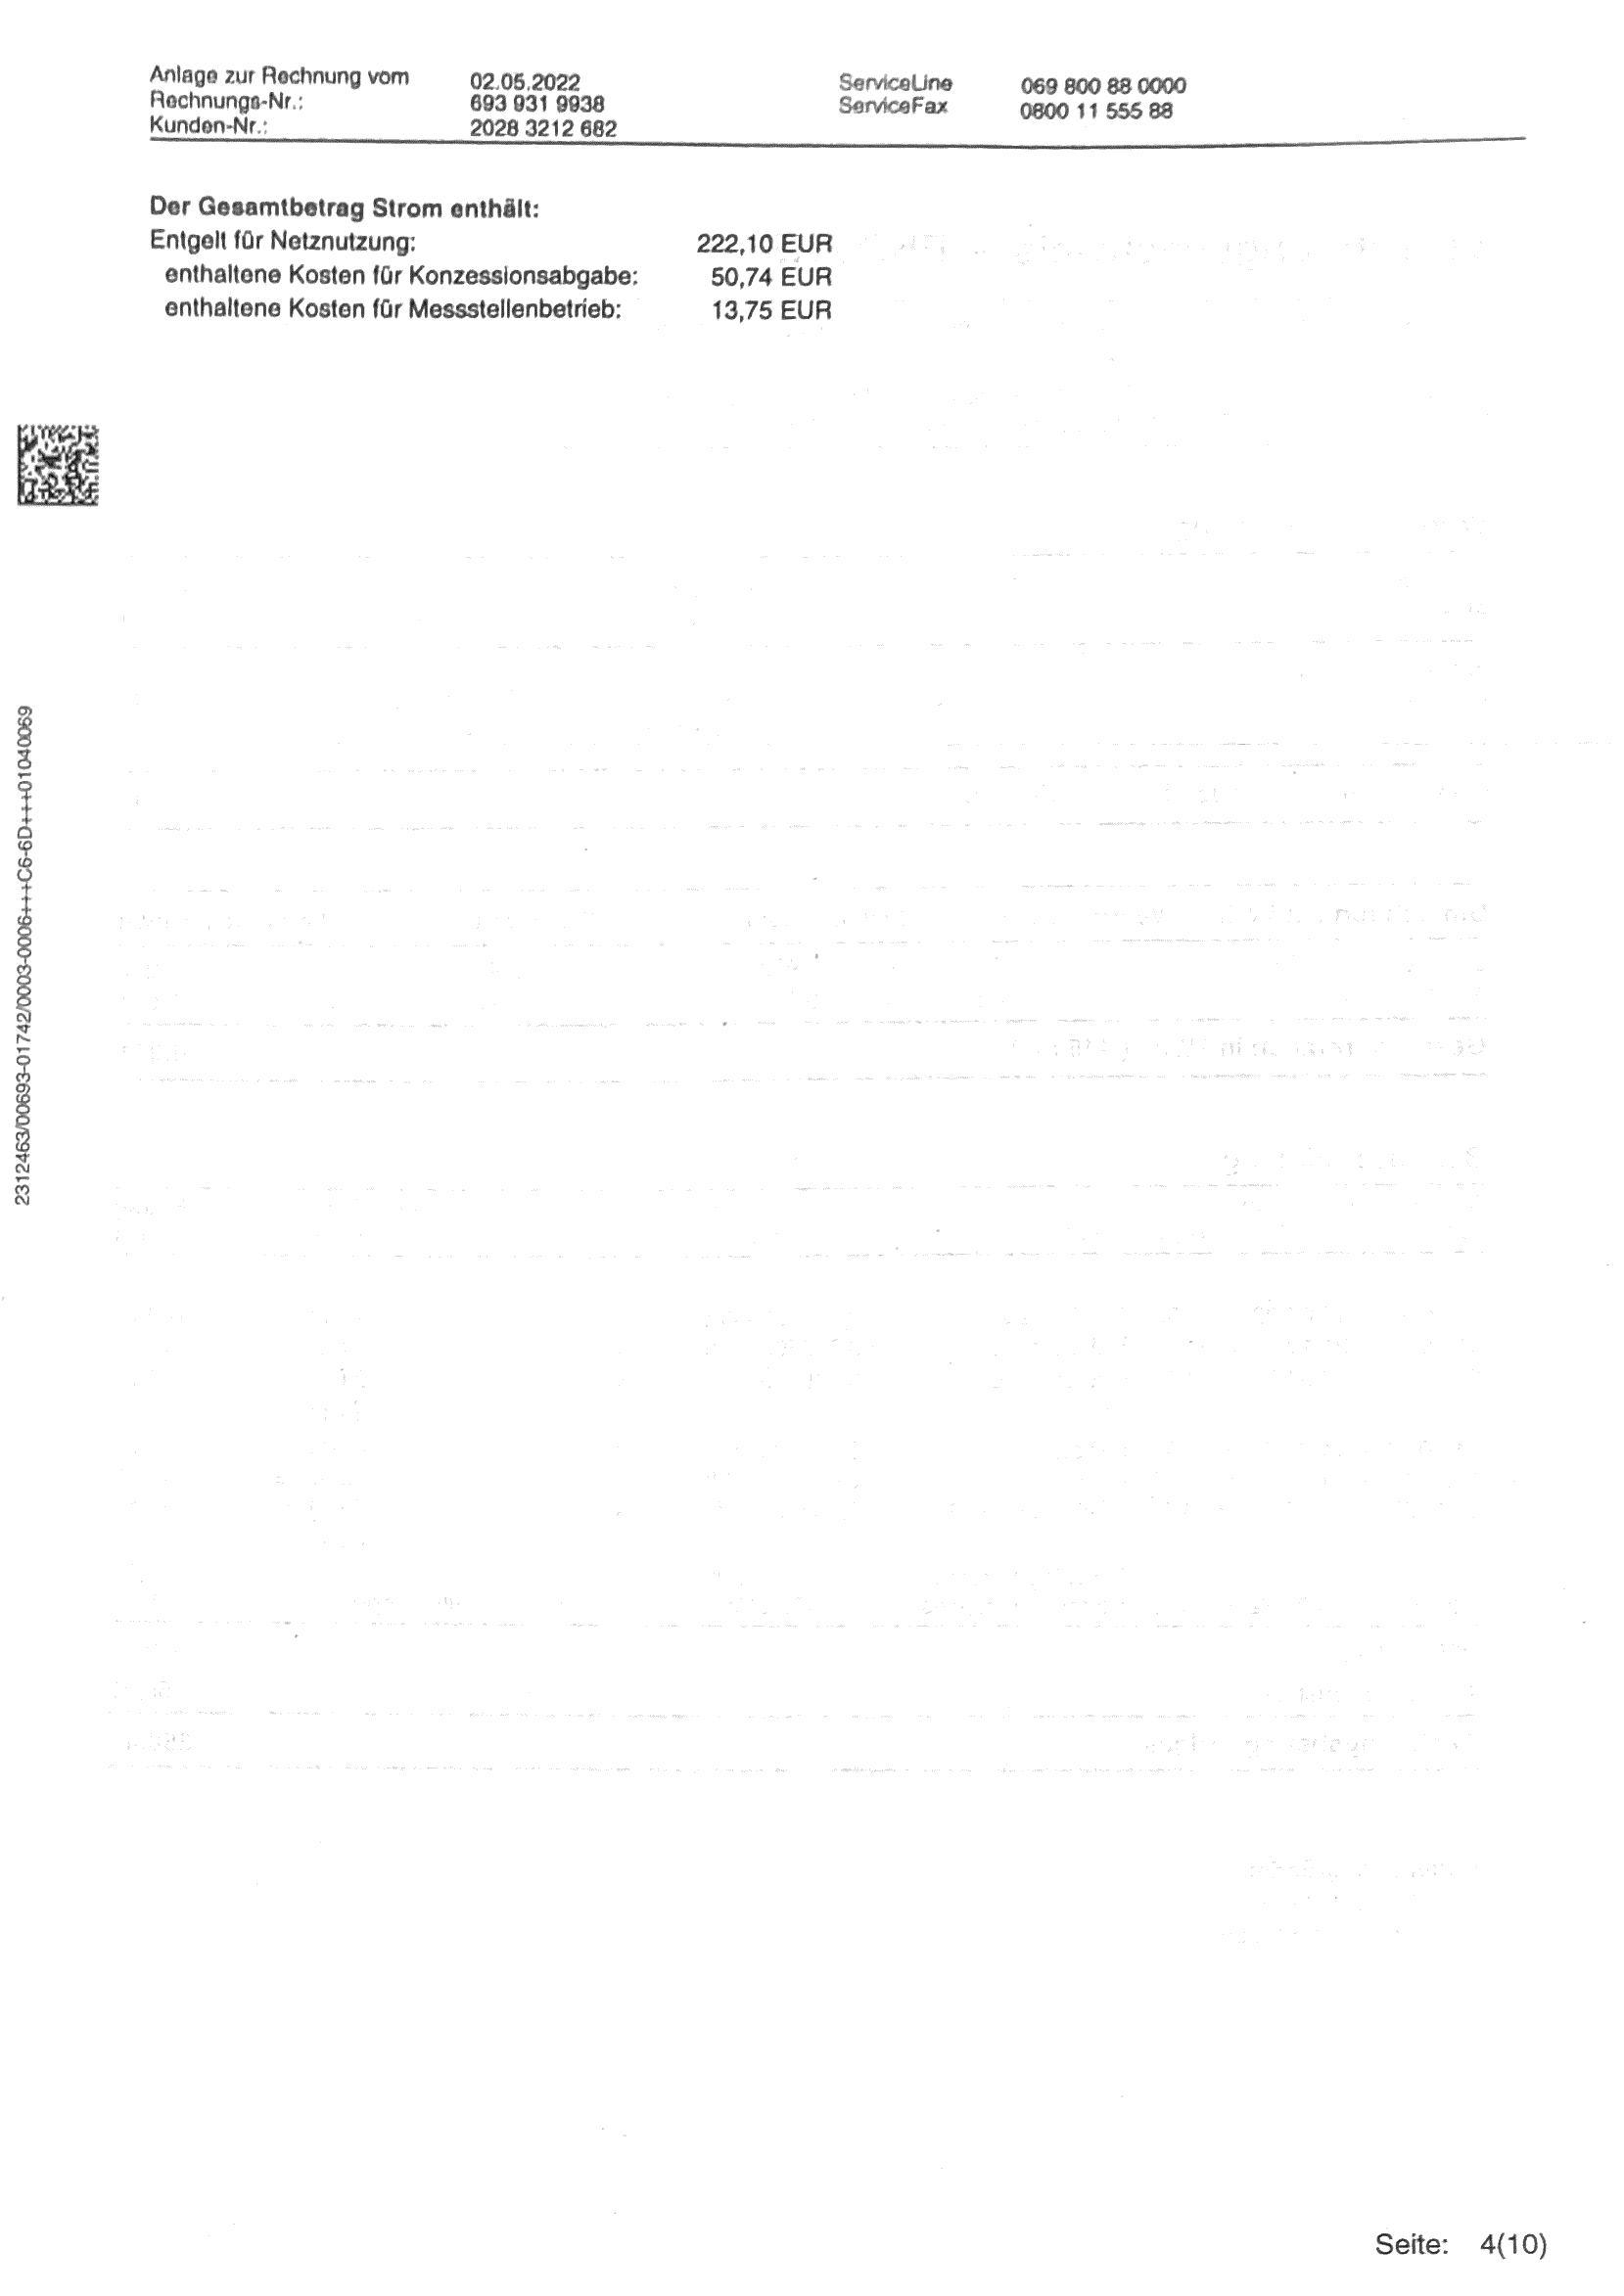 Anlage zur Rechnung vom 02.05.2022 ServiceLine 069 800 88 0000
Rechnungs-Nr.: 693 931 9938 ServiceFax 0800 11 555 88
Kunden-Nr.: 2028 3212 682
Der Gesamtbetrag Strom enthält:
Entgelt für Netznutzung: 222,10 EUR
enthaltene Kosten für Konzessionsabgabe: 50,74 EUR
enthaltene Kosten für Messstellenbetrieb: 13,75 EUR
2312463/00693-01742/0003-0006+++C6-6D+++01040069
Seite: 4(10)